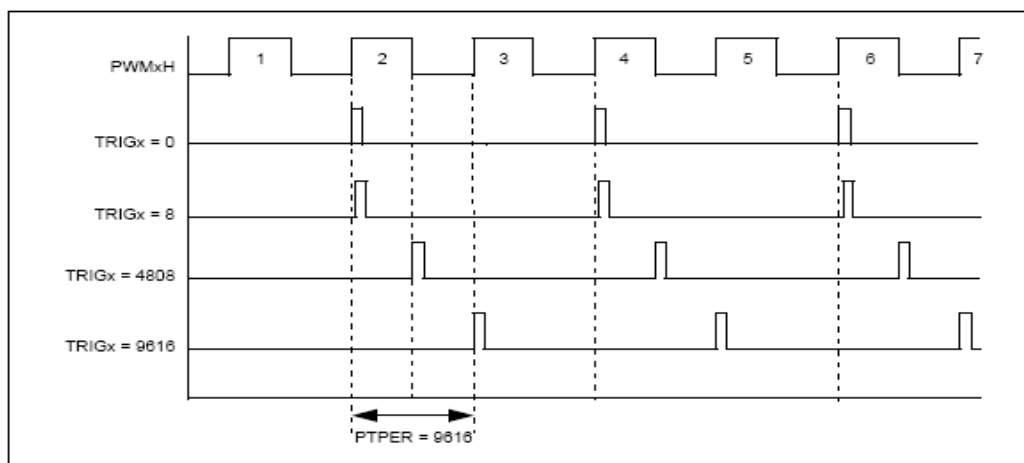 PWMxH 1 2 3 4 5 6 7
TRIGx = 0
TRIGx = 8
TRIGx = 4808
TRIGx = 9616
PTPER = 9616